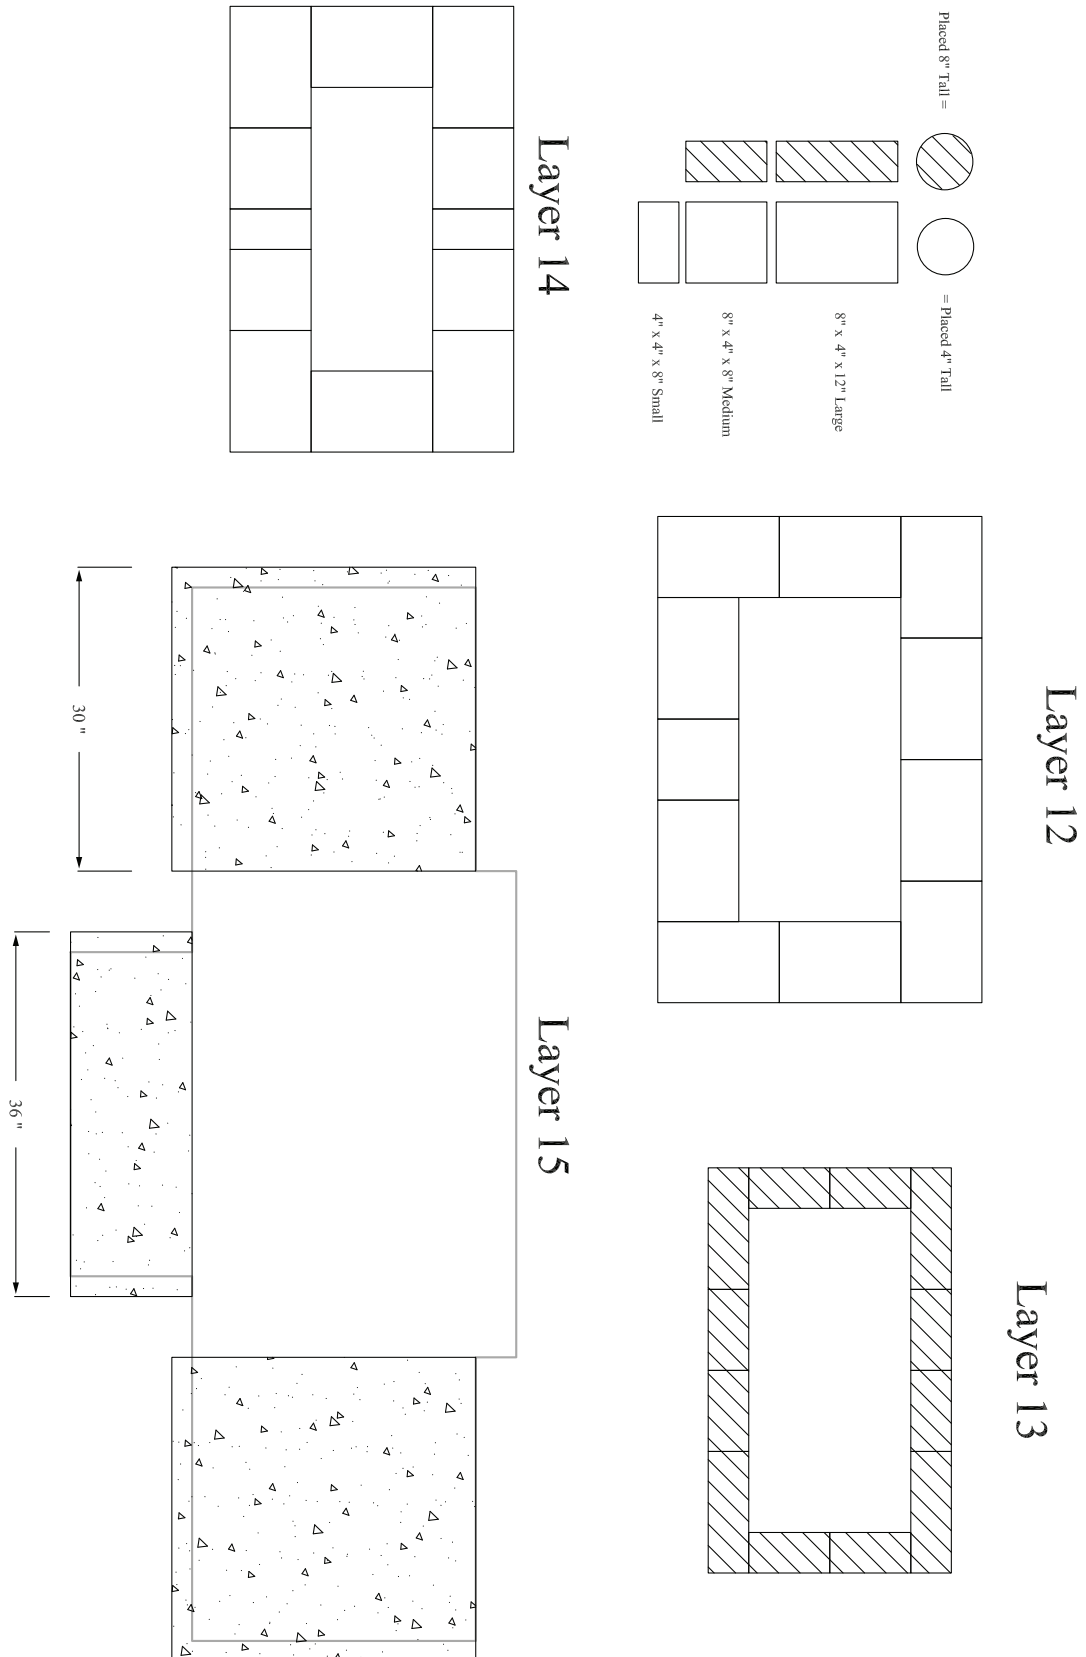 Placed 8" Tall =
= Placed 4" Tall
8" x 4" x 12" Large
8" x 4" x 8" Medium
4" x 4" x 8" Small
Layer 12
Layer 13
Layer 14
Layer 15
30"
36"